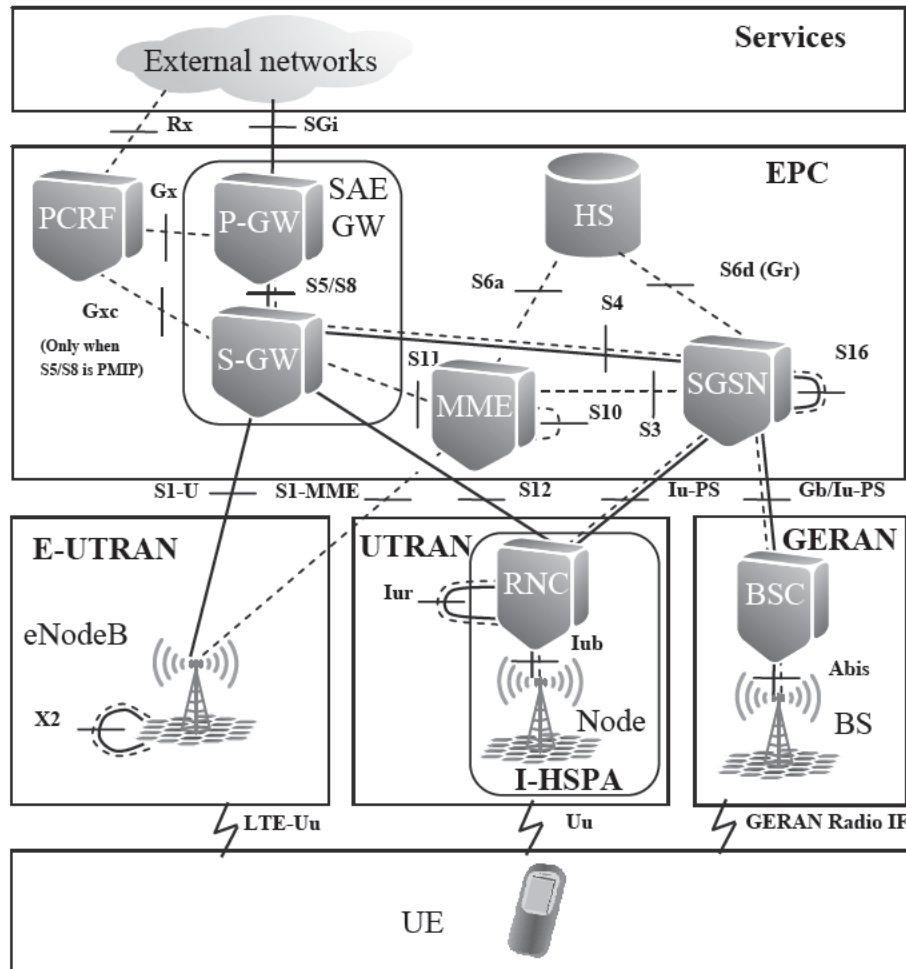 Services
External networks
Rx
SGi
EPC
SAE
GW
PCRF
Gx
P-GW
HS
S6a
S6d (Gr)
S5/S8
Gxc
S4
(Only when
S5/S8 is PMIP)
S-GW
S11
MME
S10
S3
SGSN
S16
S1-U
S1-MME
S12
Iu-PS
Gb/Iu-PS
E-UTRAN
UTRAN
GERAN
RNC
BSC
Iur
eNodeB
Iub
Abis
X2
Node
BS
I-HSPA
LTE-Uu
Uu
GERAN Radio IF
UE